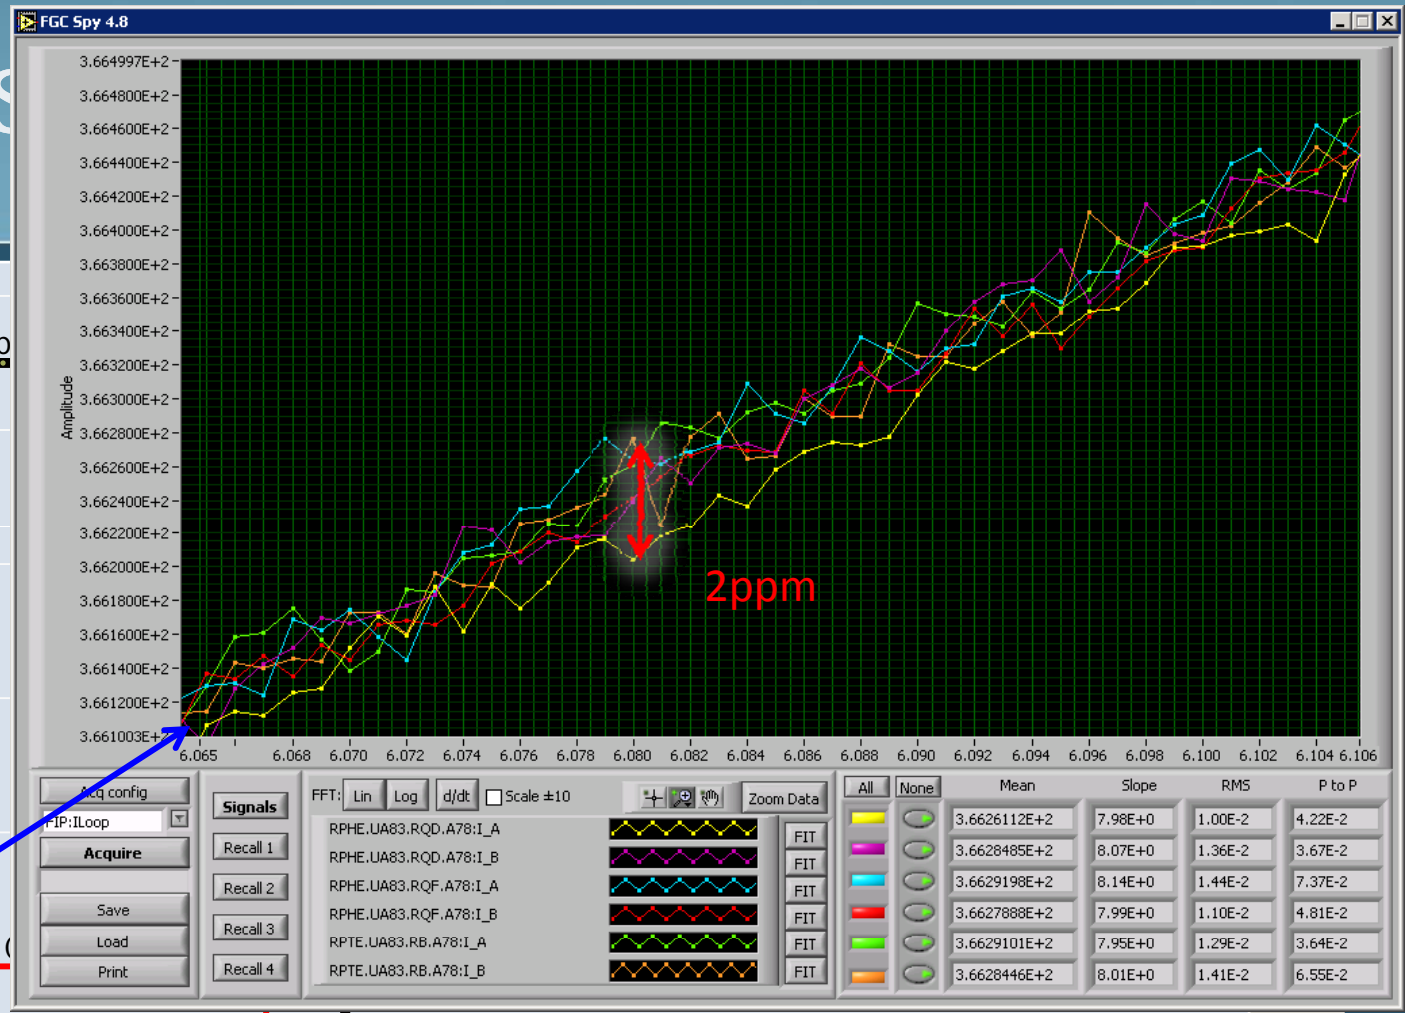 FGC Spy 4.8
3.664997E+2
3.664800E+2
3.664600E+2
3.664400E+2
3.664200E+2
3.664000E+2
3.663800E+2
3.663600E+2
3.663400E+2
3.663200E+2
3.663000E+2
3.662800E+2
3.662600E+2
3.662400E+2
3.662200E+2
3.662000E+2
3.661800E+2
3.661600E+2
3.661400E+2
3.661200E+2
3.661003E+2
Amplitude
2ppm
6.065 6.068 6.070 6.072 6.074 6.076 6.078 6.080 6.082 6.084 6.086 6.088 6.090 6.092 6.094 6.096 6.098 6.100 6.102 6.104 6.106
Acq config
FIP:ILoop
Acquire
Save
Load
Print
Signals
Recall 1
Recall 2
Recall 3
Recall 4
FFT: Lin Log d/dt Scale ±10 Zoom Data
RPHE.UA83.RQD.A78:I_A FIT
RPHE.UA83.RQD.A78:I_B FIT
RPHE.UA83.RQF.A78:I_A FIT
RPHE.UA83.RQF.A78:I_B FIT
RPTE.UA83.RB.A78:I_A FIT
RPTE.UA83.RB.A78:I_B FIT
All None Mean Slope RMS P to P
3.6626112E+2 7.98E+0 1.00E-2 4.22E-2
3.6628485E+2 8.07E+0 1.36E-2 3.67E-2
3.6629198E+2 8.14E+0 1.44E-2 7.37E-2
3.6627888E+2 7.99E+0 1.10E-2 4.81E-2
3.6629101E+2 7.95E+0 1.29E-2 3.64E-2
3.6628446E+2 8.01E+0 1.41E-2 6.55E-2